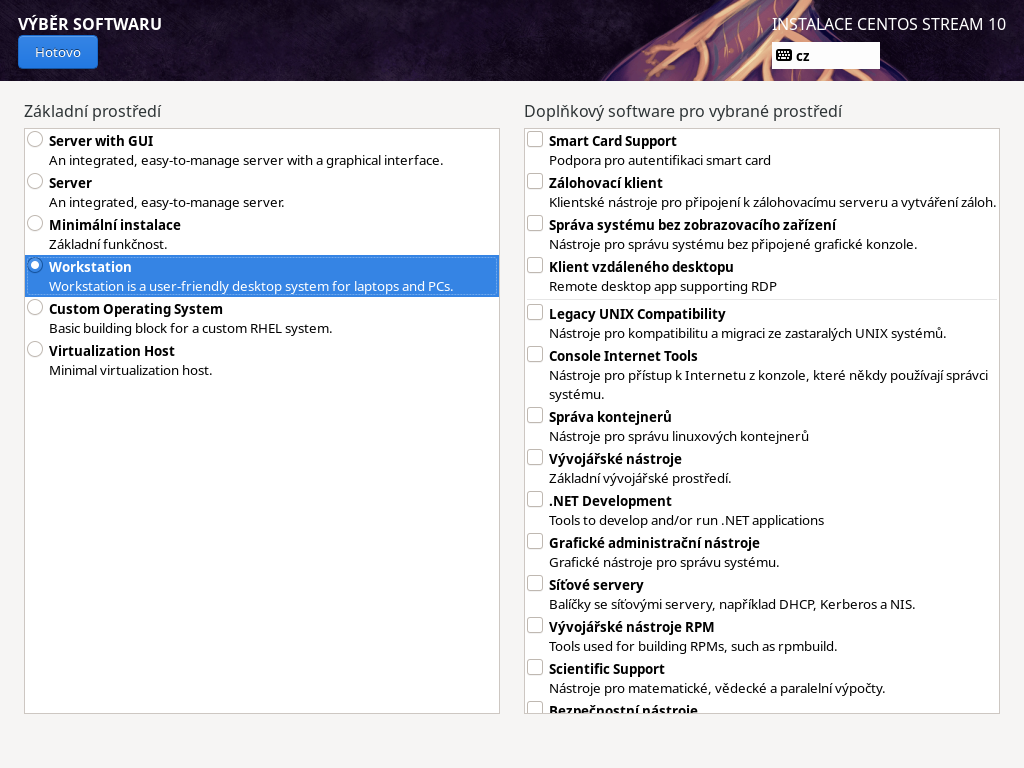 VÝBĚR SOFTWARU
Hotovo
INSTALACE CENTOS STREAM 10
cz
Základní prostředí
Server with GUI
An integrated, easy-to-manage server with a graphical interface.
Server
An integrated, easy-to-manage server.
Minimální instalace
Základní funkčnost.
Workstation
Workstation is a user-friendly desktop system for laptops and PCs.
Custom Operating System
Basic building block for a custom RHEL system.
Virtualization Host
Minimal virtualization host.
Doplňkový software pro vybrané prostředí
Smart Card Support
Podpora pro autentifikaci smart card
Zálohovací klient
Klientské nástroje pro připojení k zálohovacímu serveru a vytváření záloh.
Správa systému bez zobrazovacího zařízení
Nástroje pro správu systému bez připojené grafické konzole.
Klient vzdáleného desktopu
Remote desktop app supporting RDP
Legacy UNIX Compatibility
Nástroje pro kompatibilitu a migraci ze zastaralých UNIX systémů.
Console Internet Tools
Nástroje pro přístup k Internetu z konzole, které někdy používají správci
systému.
Správa kontejnerů
Nástroje pro správu linuxových kontejnerů
Vývojářské nástroje
Základní vývojářské prostředí.
.NET Development
Tools to develop and/or run .NET applications
Grafické administrační nástroje
Grafické nástroje pro správu systému.
Síťové servery
Balíčky se síťovými servery, například DHCP, Kerberos a NIS.
Vývojářské nástroje RPM
Tools used for building RPMs, such as rpmbuild.
Scientific Support
Nástroje pro matematické, vědecké a paralelní výpočty.
Bezpečnostní nástroje